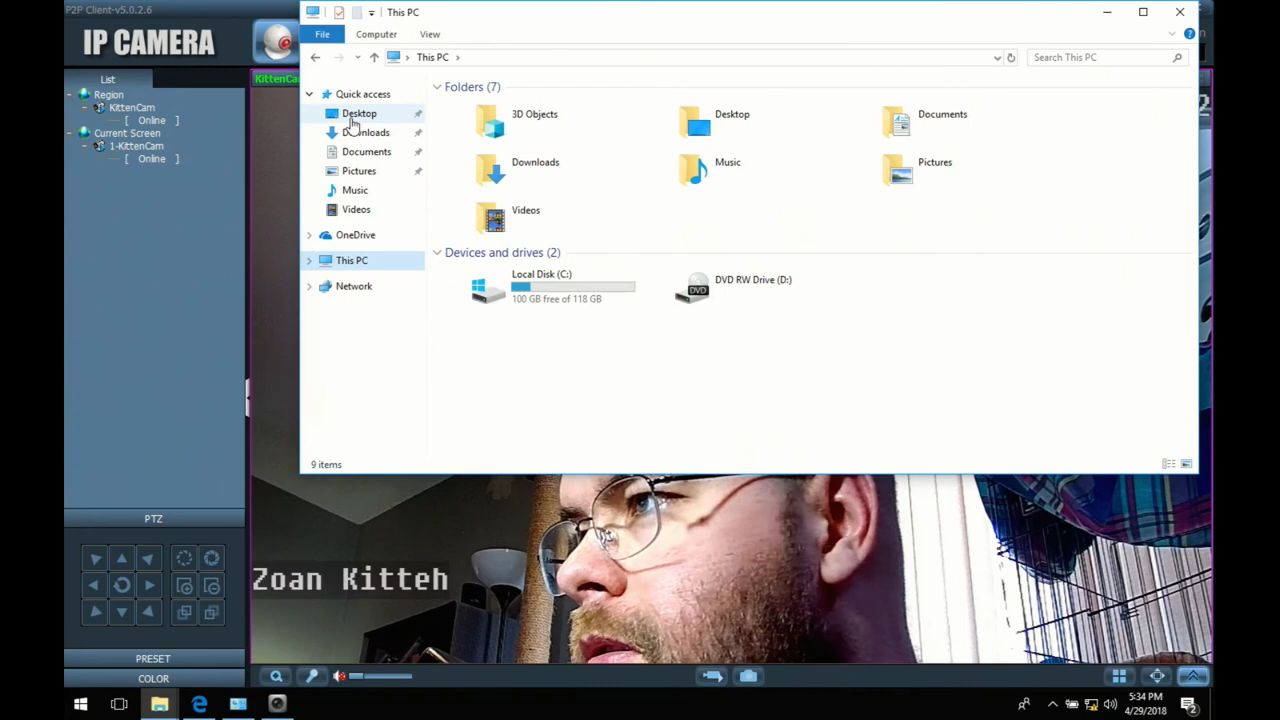 P2P Client-v5.0.2.6
IP CAMERA
This PC
File
Computer
View
This PC
Search This PC
List
Region
KittenCam
[ Online ]
Current Screen
1-KittenCam
[ Online ]
Quick access
Desktop
Downloads
Documents
Pictures
Music
Videos
OneDrive
This PC
Network
Folders (7)
3D Objects
Desktop
Documents
Downloads
Music
Pictures
Videos
Devices and drives (2)
Local Disk (C:)
100 GB free of 118 GB
DVD RW Drive (D:)
DVD
9 items
Zoan Kitteh
PTZ
PRESET
COLOR
5:34 PM
4/29/2018
2